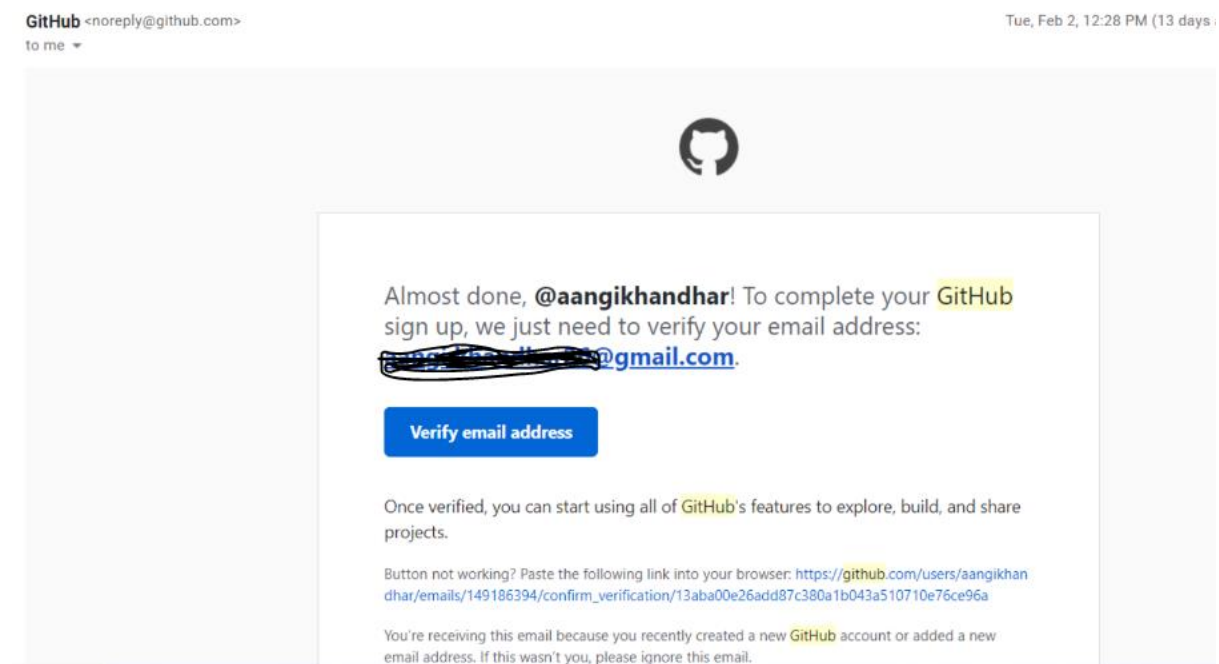 GitHub <noreply@github.com>
Tue, Feb 2, 12:28 PM (13 days
to me
Almost done, @aangikhandhar! To complete your GitHub
sign up, we just need to verify your email address:
@gmail.com.
Verify email address
Once verified, you can start using all of GitHub's features to explore, build, and share
projects.
Button not working? Paste the following link into your browser: https://github.com/users/aangikhan
dhar/emails/149186394/confirm_verification/13aba00e26add87c380a1b043a510710e76ce96a
You're receiving this email because you recently created a new GitHub account or added a new
email address. If this wasn't you, please ignore this email.